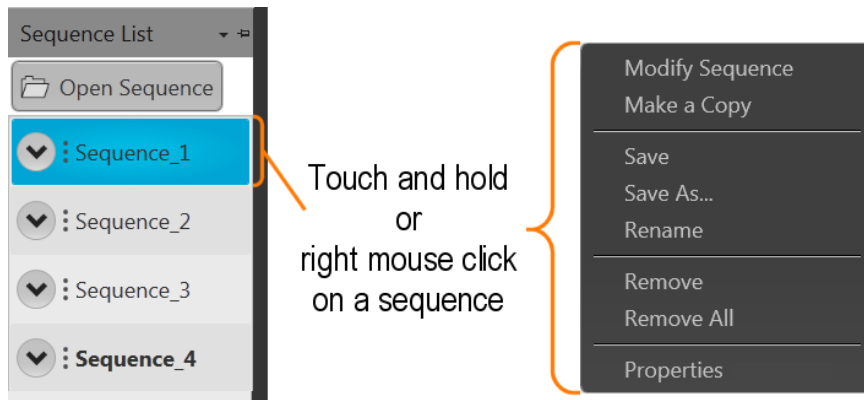 Sequence List
Open Sequence
Sequence_1
Sequence_2
Sequence_3
Sequence_4
Touch and hold
or
right mouse click
on a sequence
Modify Sequence
Make a Copy
Save
Save As...
Rename
Remove
Remove All
Properties